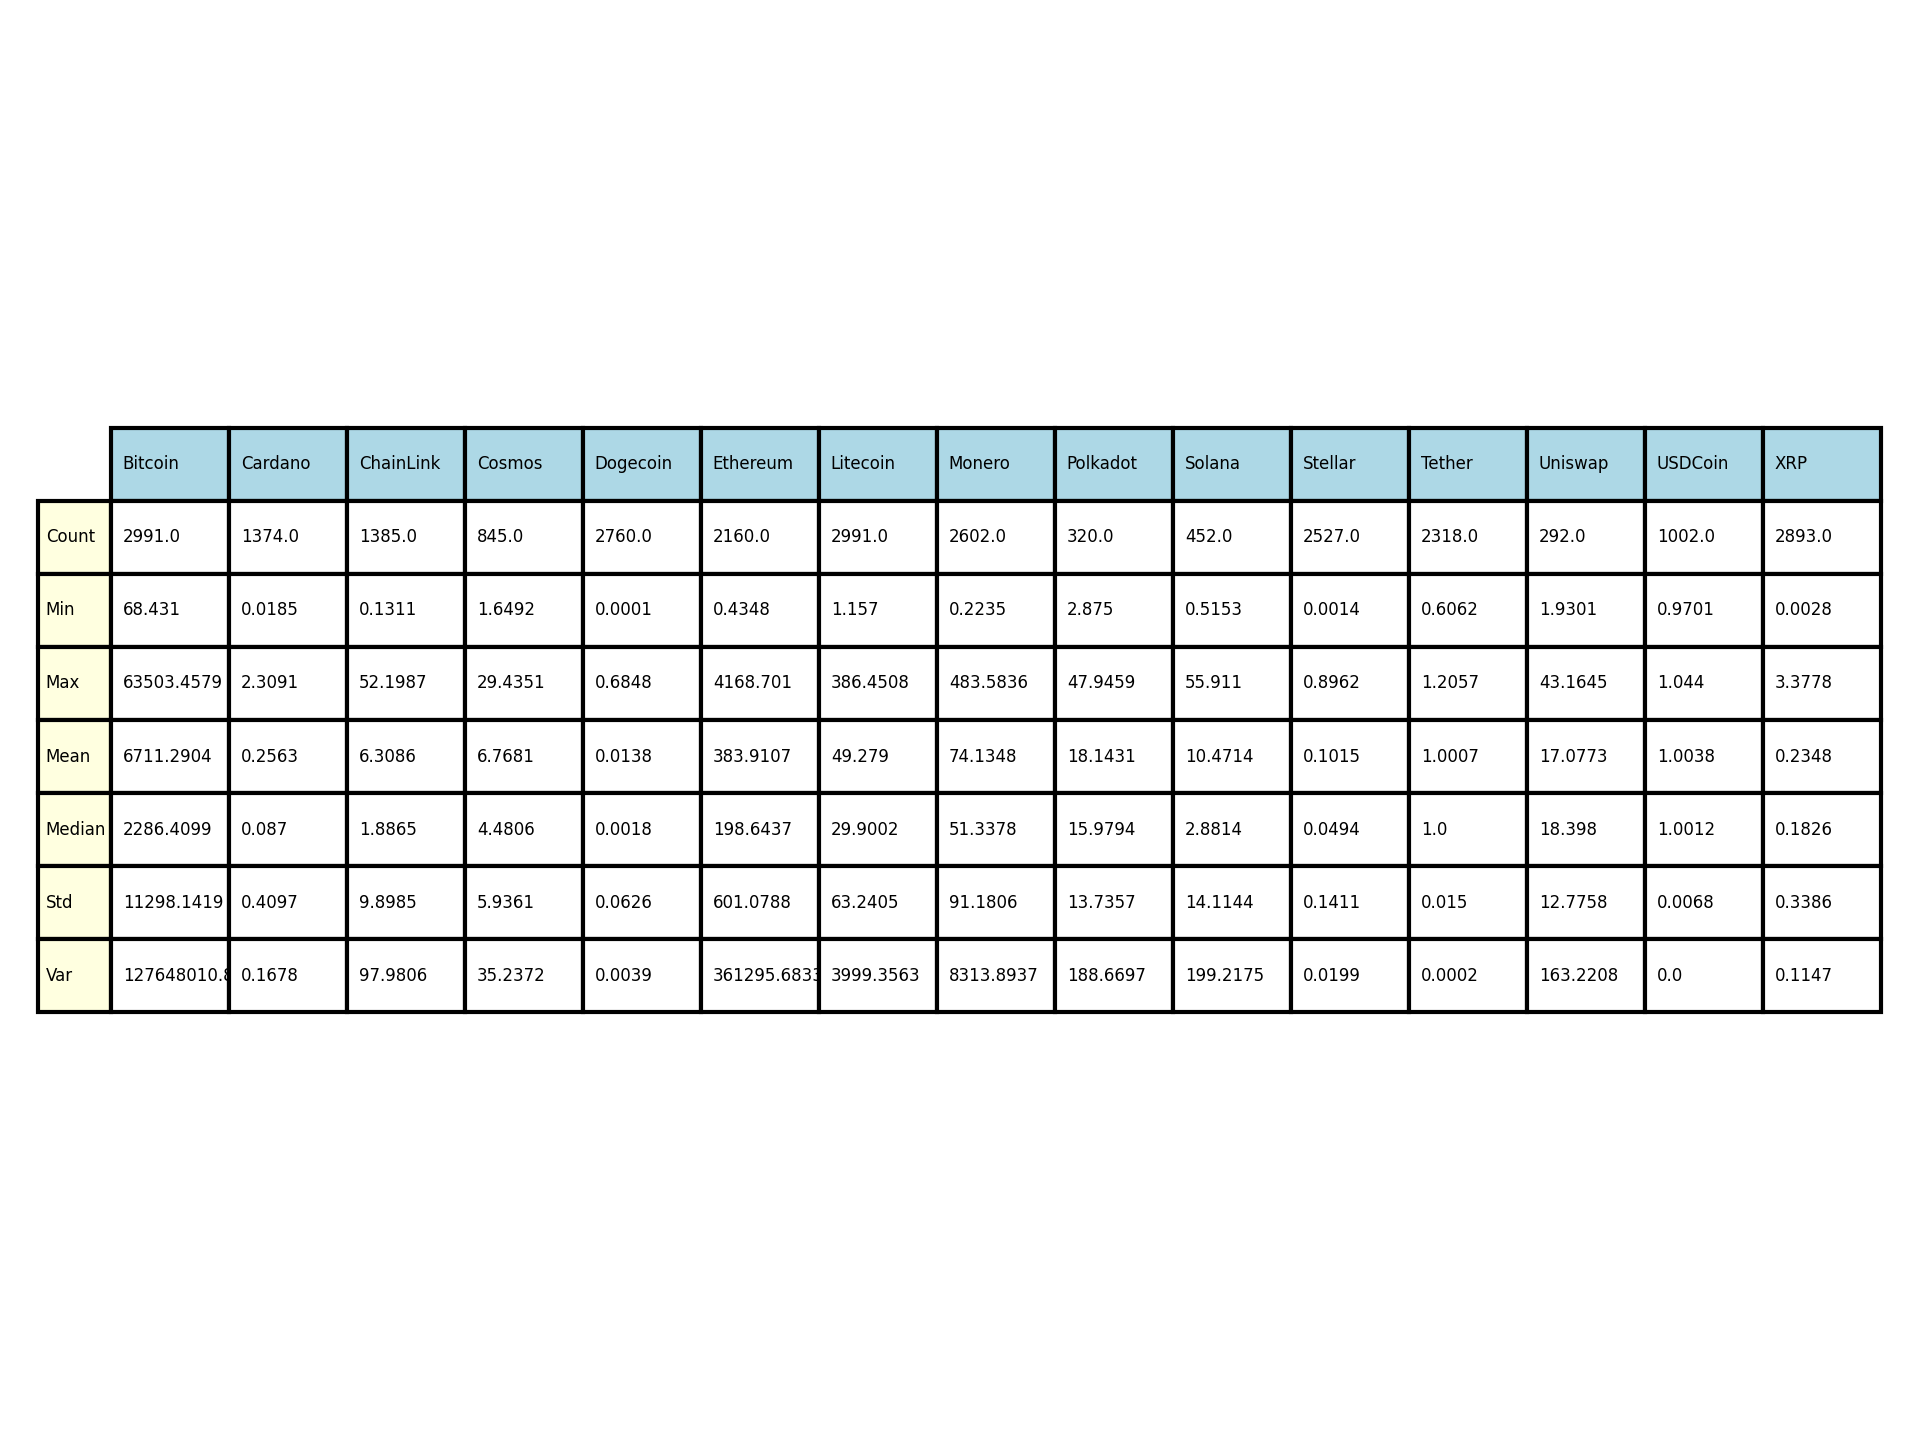 Bitcoin Cardano ChainLink Cosmos Dogecoin Ethereum Litecoin Monero Polkadot Solana Stellar Tether Uniswap USDCoin XRP
Count 2991.0 1374.0 1385.0 845.0 2760.0 2160.0 2991.0 2602.0 320.0 452.0 2527.0 2318.0 292.0 1002.0 2893.0
Min 68.431 0.0185 0.1311 1.6492 0.0001 0.4348 1.157 0.2235 2.875 0.5153 0.0014 0.6062 1.9301 0.9701 0.0028
Max 63503.4579 2.3091 52.1987 29.4351 0.6848 4168.701 386.4508 483.5836 47.9459 55.911 0.8962 1.2057 43.1645 1.044 3.3778
Mean 6711.2904 0.2563 6.3086 6.7681 0.0138 383.9107 49.279 74.1348 18.1431 10.4714 0.1015 1.0007 17.0773 1.0038 0.2348
Median 2286.4099 0.087 1.8865 4.4806 0.0018 198.6437 29.9002 51.3378 15.9794 2.8814 0.0494 1.0 18.398 1.0012 0.1826
Std 11298.1419 0.4097 9.8985 5.9361 0.0626 601.0788 63.2405 91.1806 13.7357 14.1144 0.1411 0.015 12.7758 0.0068 0.3386
Var 127648010.8 0.1678 97.9806 35.2372 0.0039 361295.6833 3999.3563 8313.8937 188.6697 199.2175 0.0199 0.0002 163.2208 0.0 0.1147